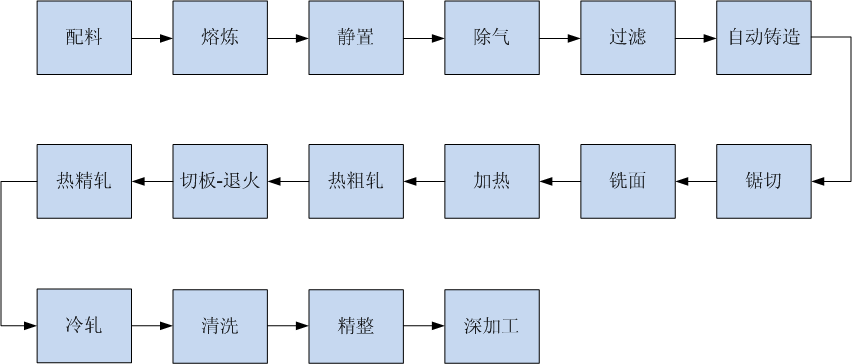 配料
熔炼
静置
除气
过滤
自动铸造
热精轧
切板-退火
热粗轧
加热
铣面
锯切
冷轧
清洗
精整
深加工